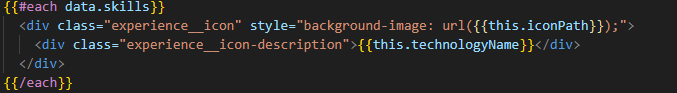 {{#each data.skills}}
  <div class="experience__icon" style="background-image: url({{this.iconPath}});">
    <div class="experience__icon-description">{{this.technologyName}}</div>
  </div>
{{/each}}